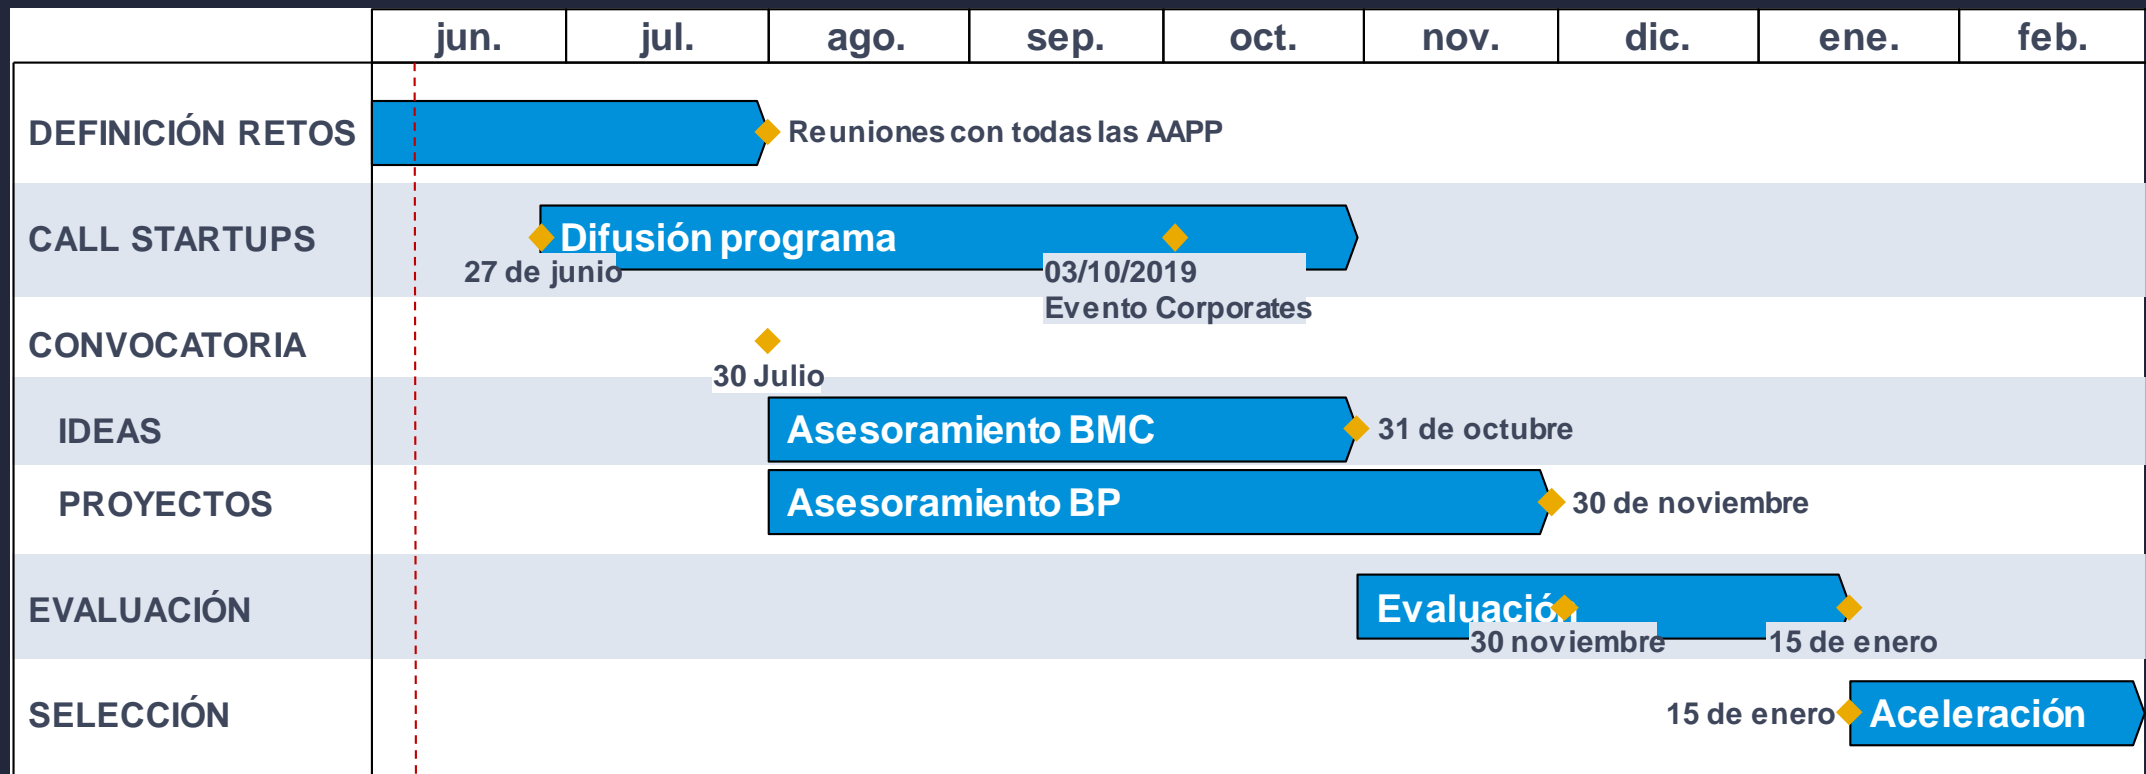 jun. jul. ago. sep. oct. nov. dic. ene. feb.
DEFINICIÓN RETOS
Reuniones con todas las AAPP
CALL STARTUPS
Difusión programa
27 de junio
03/10/2019
Evento Corporates
CONVOCATORIA
30 Julio
IDEAS
Asesoramiento BMC
31 de octubre
PROYECTOS
Asesoramiento BP
30 de noviembre
EVALUACIÓN
Evaluación
30 noviembre
15 de enero
SELECCIÓN
15 de enero
Aceleración